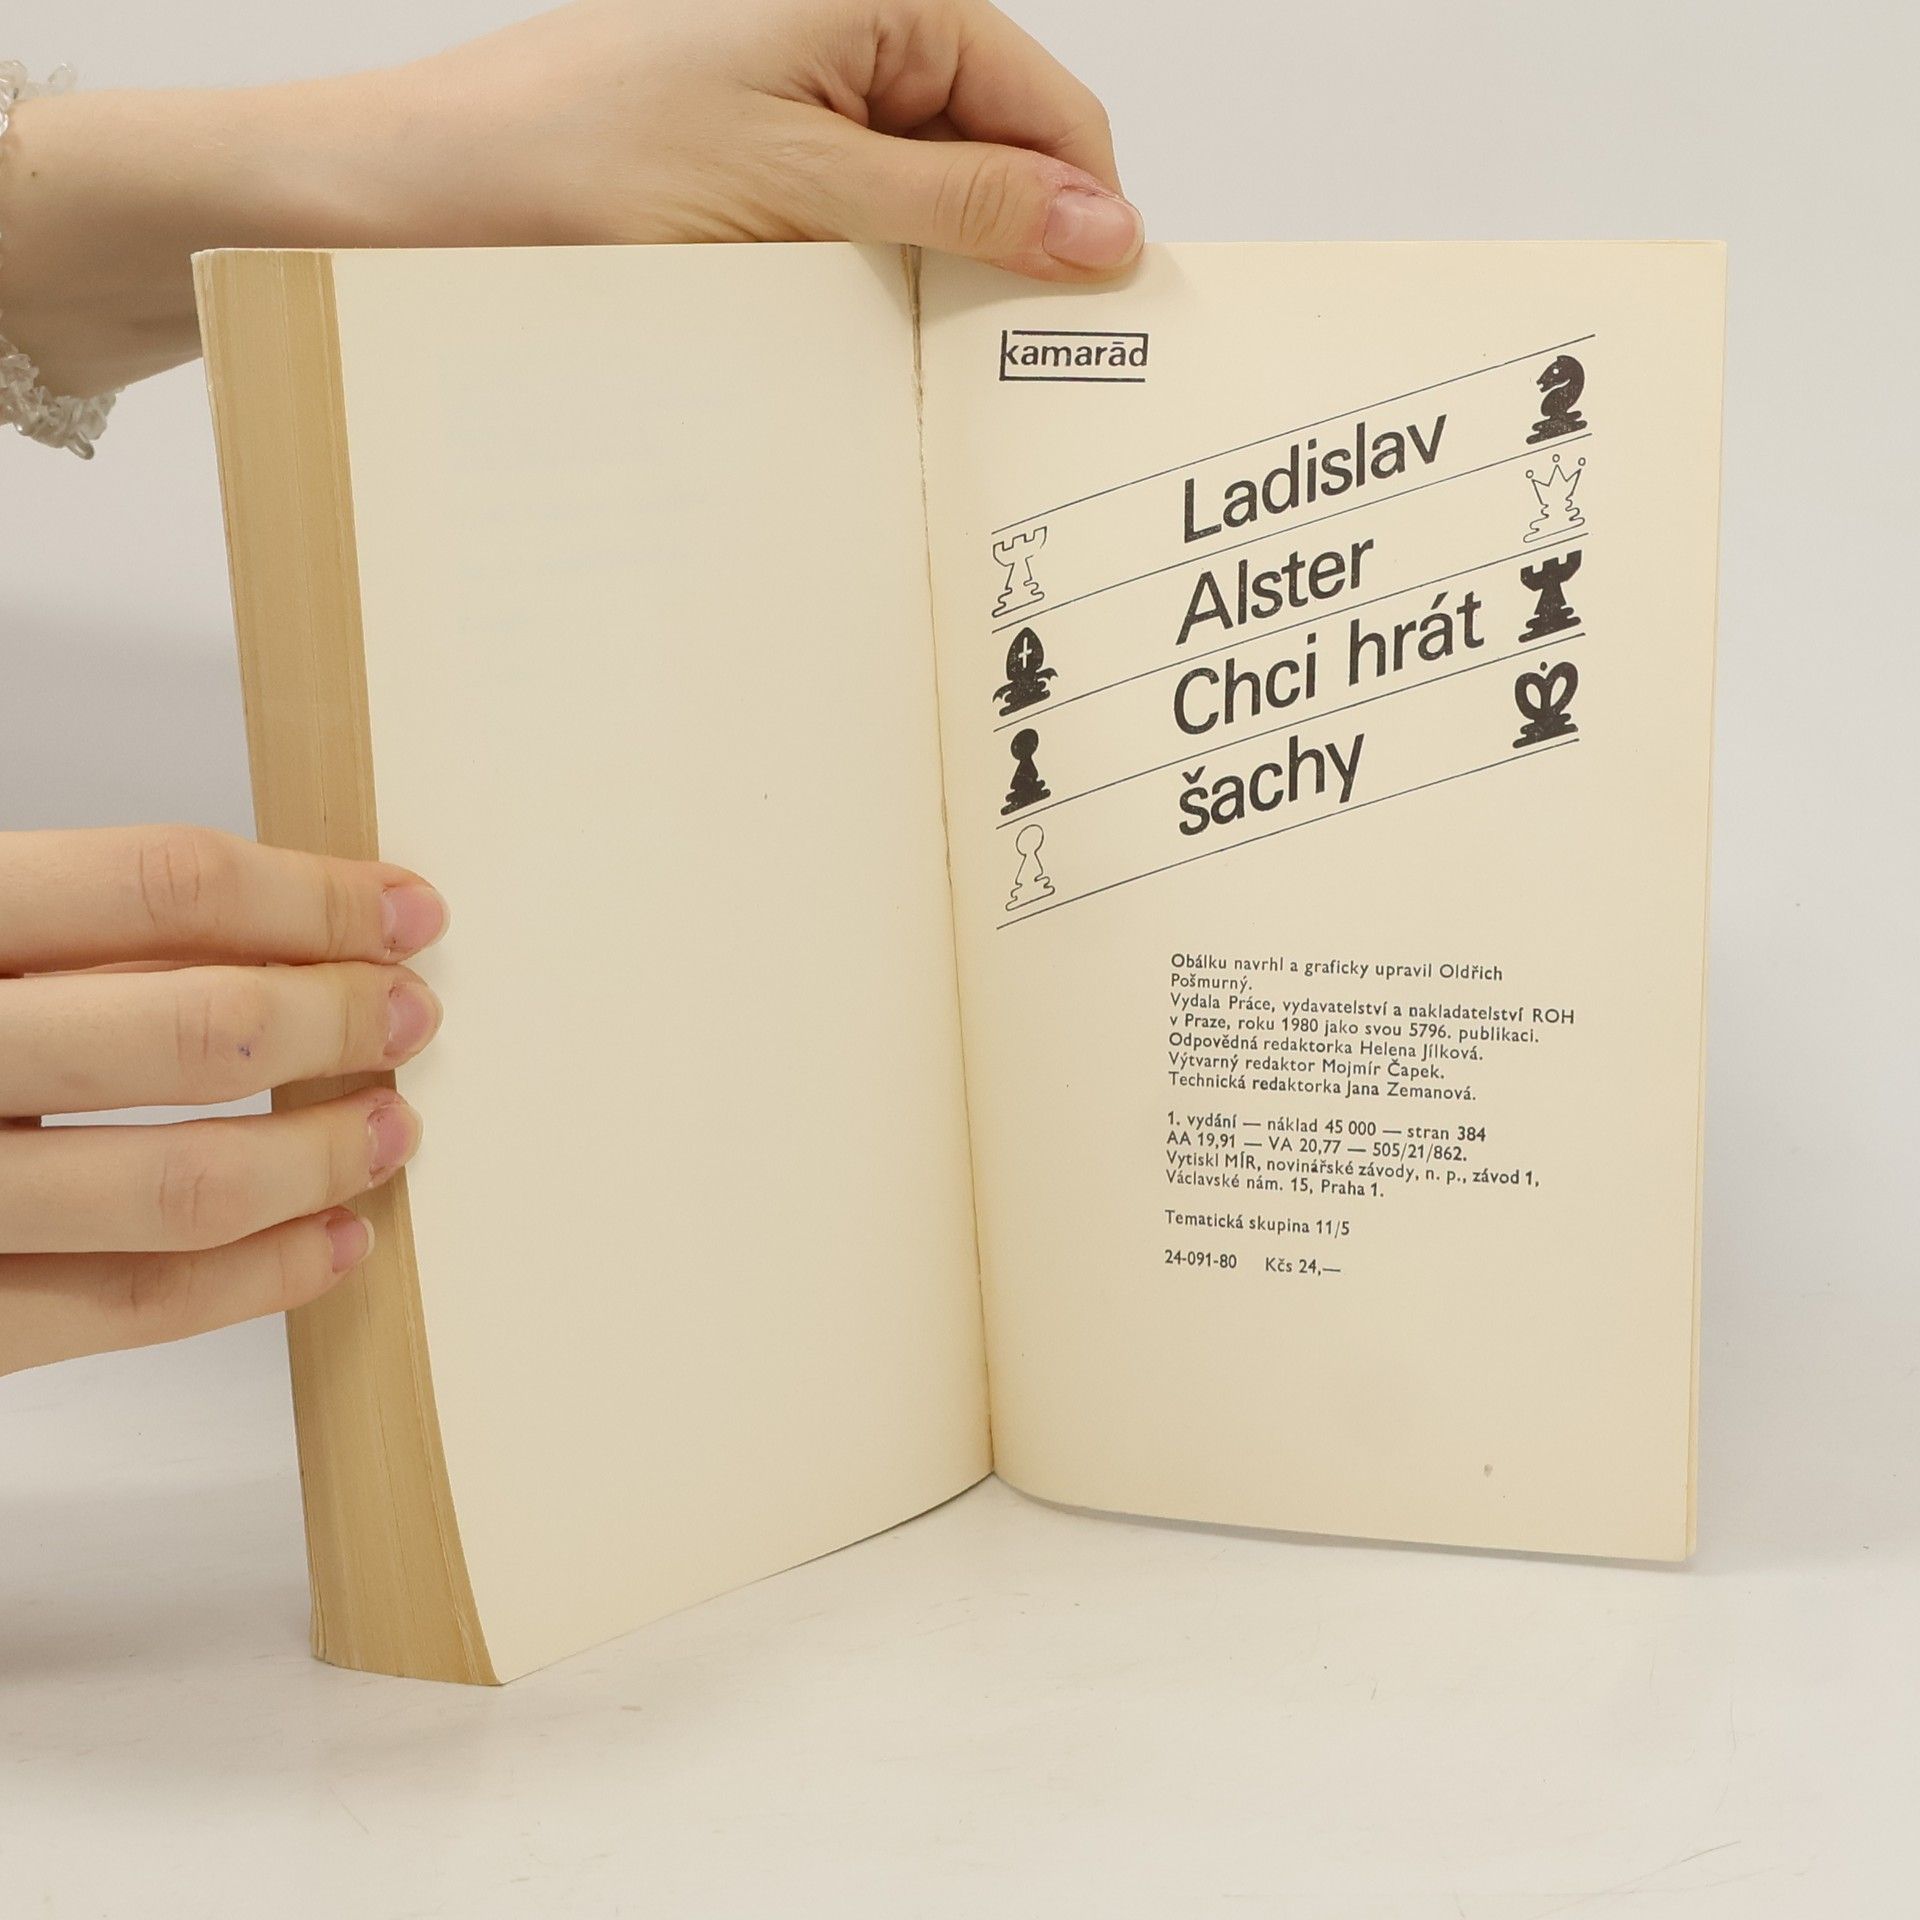 kamarād
Ladislav
Alster
Chci hrát
šachy
Obálku navrhl a graficky upravil Oldřich
Pošmurný.
Vydala Práce, vydavatelství a nakladatelství ROH
v Praze, roku 1980 jako svou 5796. publikaci.
Odpovědná redaktorka Helena Jílková.
Výtvarný redaktor Mojmír Čapek.
Technická redaktorka Jana Zemanová.
1. vydání — náklad 45 000 — stran 384
AA 19,91 — VA 20,77 — 505/21/862.
Vytiskl MÍR, novinářské závody, n. p., závod 1,
Václavské nám. 15, Praha 1.
Tematická skupina 11/5
24-091-80 Kčs 24,—